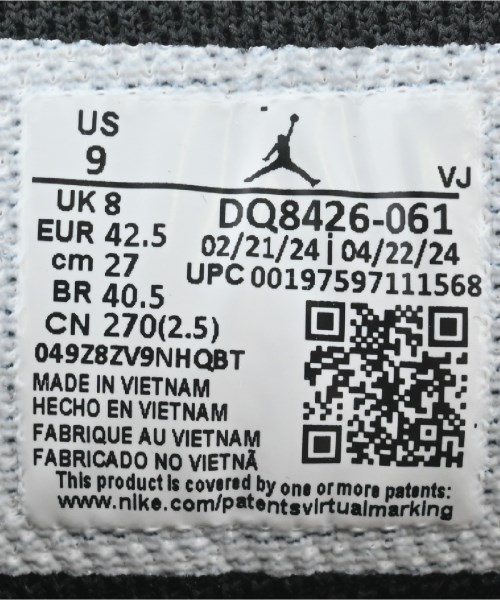 US
9
VJ
UK 8
EUR 42.5
cm 27
BR 40.5
CN 270(2.5)
DQ8426-061
02/21/24 | 04/22/24
UPC 00197597111568
049Z8ZV9NHQBT
MADE IN VIETNAM
HECHO EN VIETNAM
FABRIQUE AU VIETNAM
FABRICADO NO VIETNÃ
This product is covered by one or more patents:
www.nike.com/patentsvirtualmarking